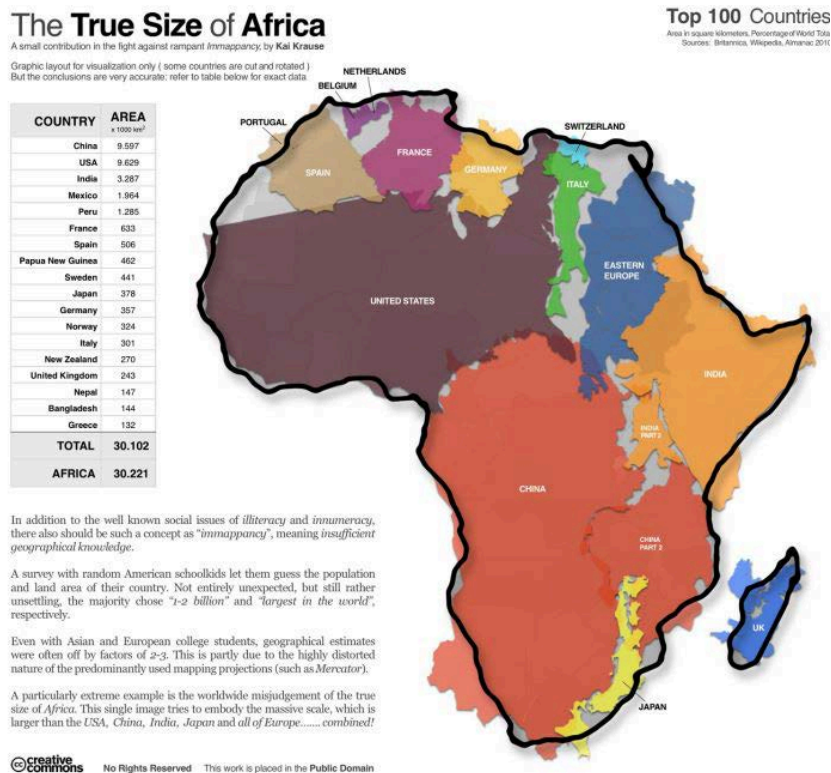 The True Size of Africa
A small contribution in the fight against rampant Immappancy, by Kai Krause
Graphic layout for visualization only ( some countries are cut and rotated )
But the conclusions are very accurate: refer to table below for exact data
Top 100 Countries
Area in square kilometers, Percentage of World Tota
Sources: Britannica, Wikipedia, Almanac 2010
COUNTRY AREA
x 1000 km²
China 9.597
USA 9.629
India 3.287
Mexico 1.964
Peru 1.285
France 633
Spain 506
Papua New Guinea 462
Sweden 441
Japan 378
Germany 357
Norway 324
Italy 301
New Zealand 270
United Kingdom 243
Nepal 147
Bangladesh 144
Greece 132
TOTAL 30.102
AFRICA 30.221
NETHERLANDS
BELGIUM
PORTUGAL
SWITZERLAND
SPAIN
FRANCE
GERMANY
ITALY
EASTERN
EUROPE
UNITED STATES
INDIA
INDIA
PART 2
CHINA
CHINA
PART 2
UK
JAPAN
In addition to the well known social issues of illiteracy and innumeracy,
there also should be such a concept as “immappancy”, meaning insufficient
geographical knowledge.
A survey with random American schoolkids let them guess the population
and land area of their country. Not entirely unexpected, but still rather
unsettling, the majority chose “1-2 billion” and “largest in the world”,
respectively.
Even with Asian and European college students, geographical estimates
were often off by factors of 2-3. This is partly due to the highly distorted
nature of the predominantly used mapping projections (such as Mercator).
A particularly extreme example is the worldwide misjudgement of the true
size of Africa. This single image tries to embody the massive scale, which is
larger than the USA, China, India, Japan and all of Europe...... combined!
cc creative
commons
No Rights Reserved This work is placed in the Public Domain